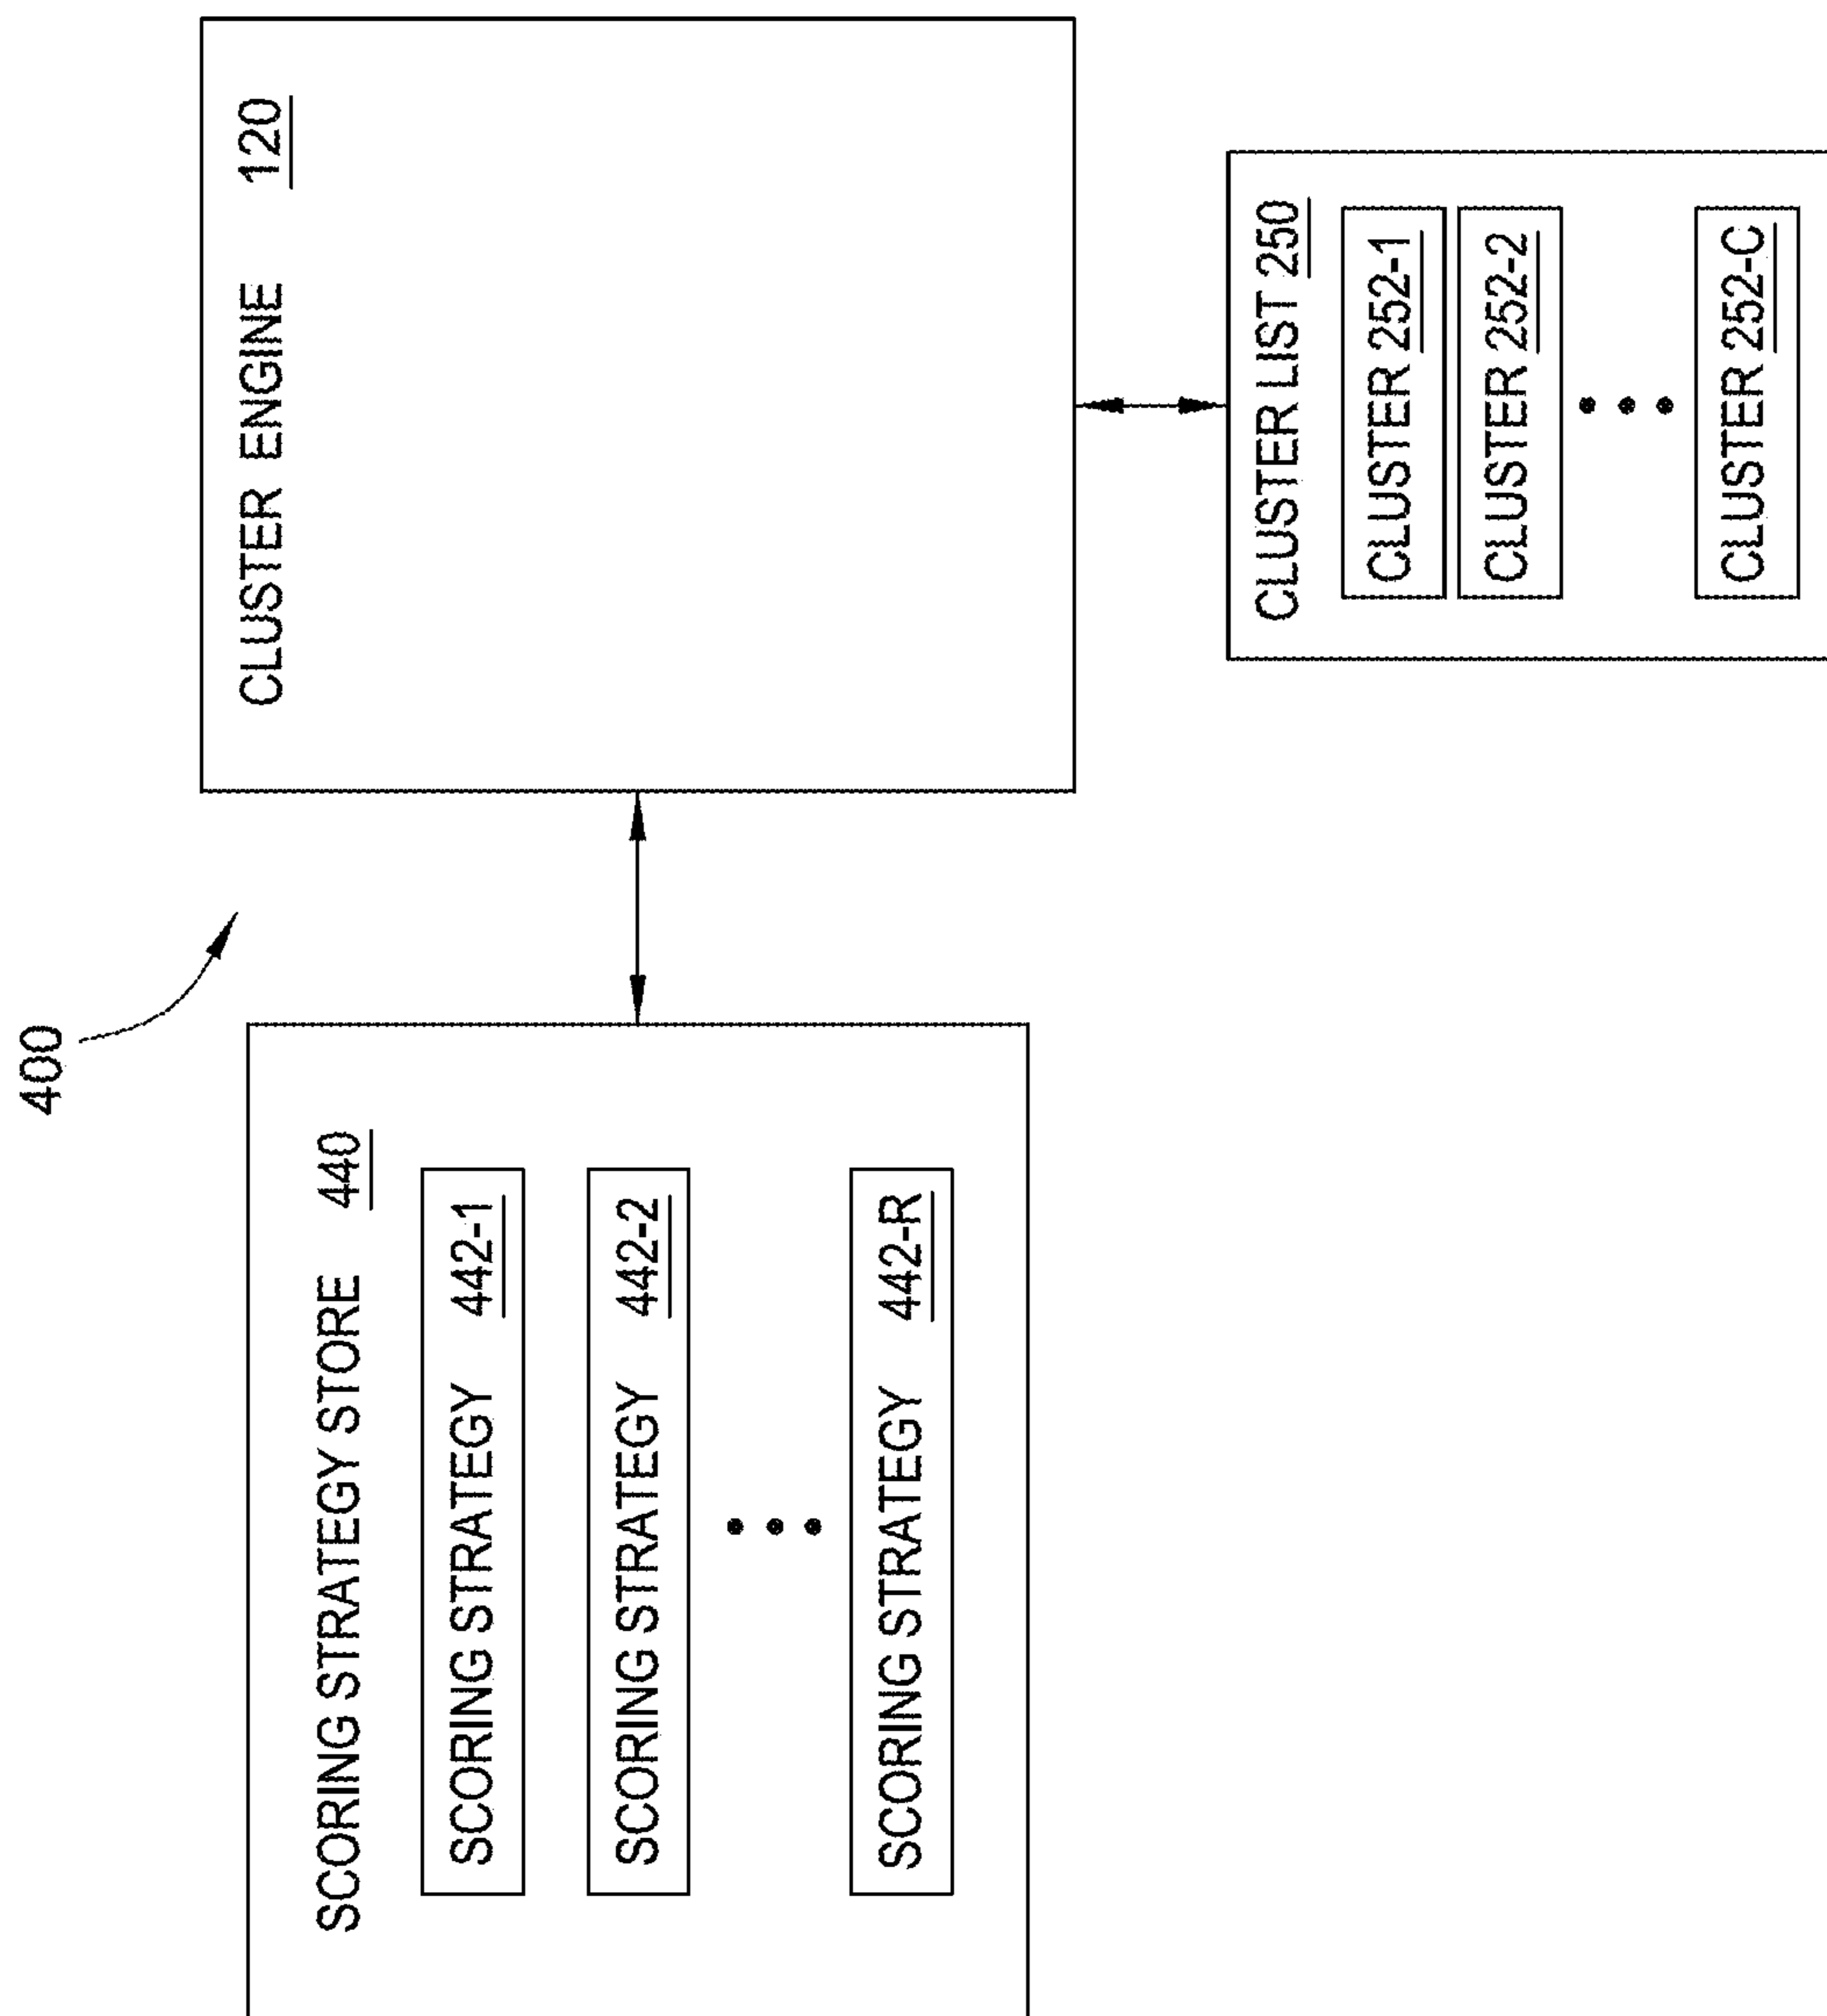 400
SCORING STRATEGY STORE 440
SCORING STRATEGY 442-1
SCORING STRATEGY 442-2
SCORING STRATEGY 442-R
CLUSTER ENGINE 120
CLUSTER LIST 250
CLUSTER 252-1
CLUSTER 252-2
CLUSTER 252-C